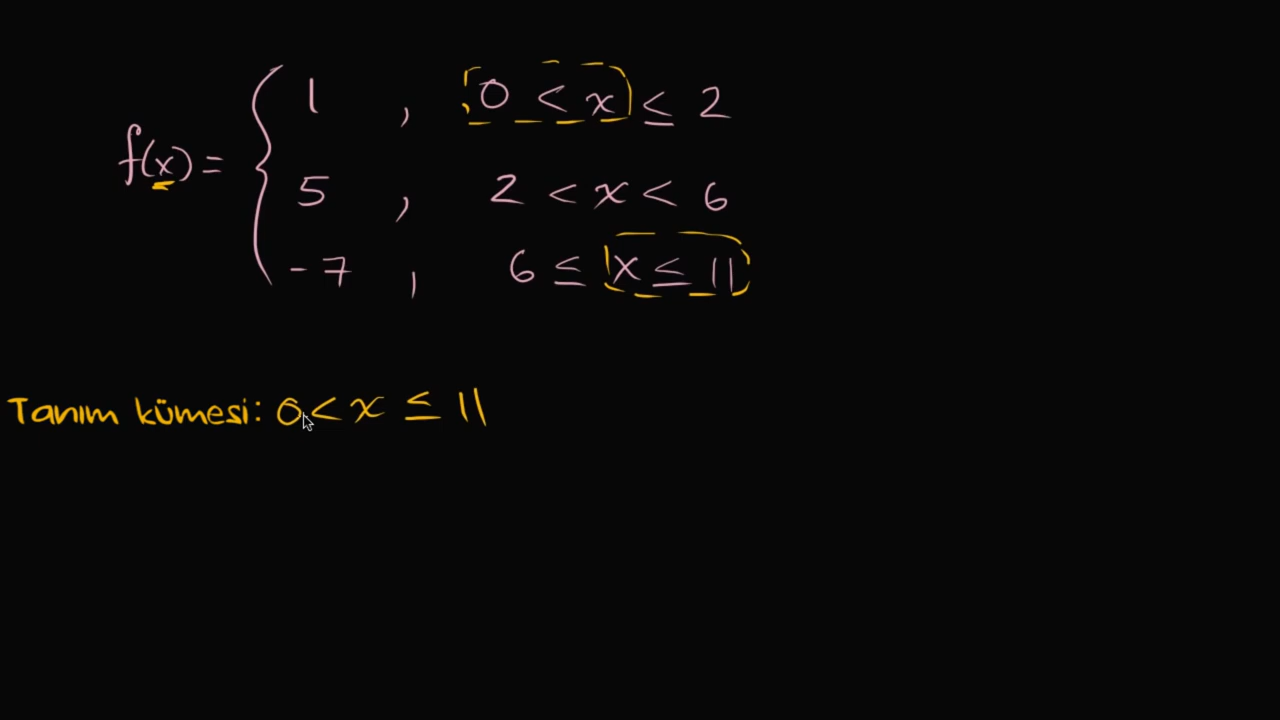 f(x) = { 1 , 0 < x ≤ 2
5 , 2 < x < 6
-7 , 6 ≤ x ≤ 11
Tanım kümesi: 0 < x ≤ 11